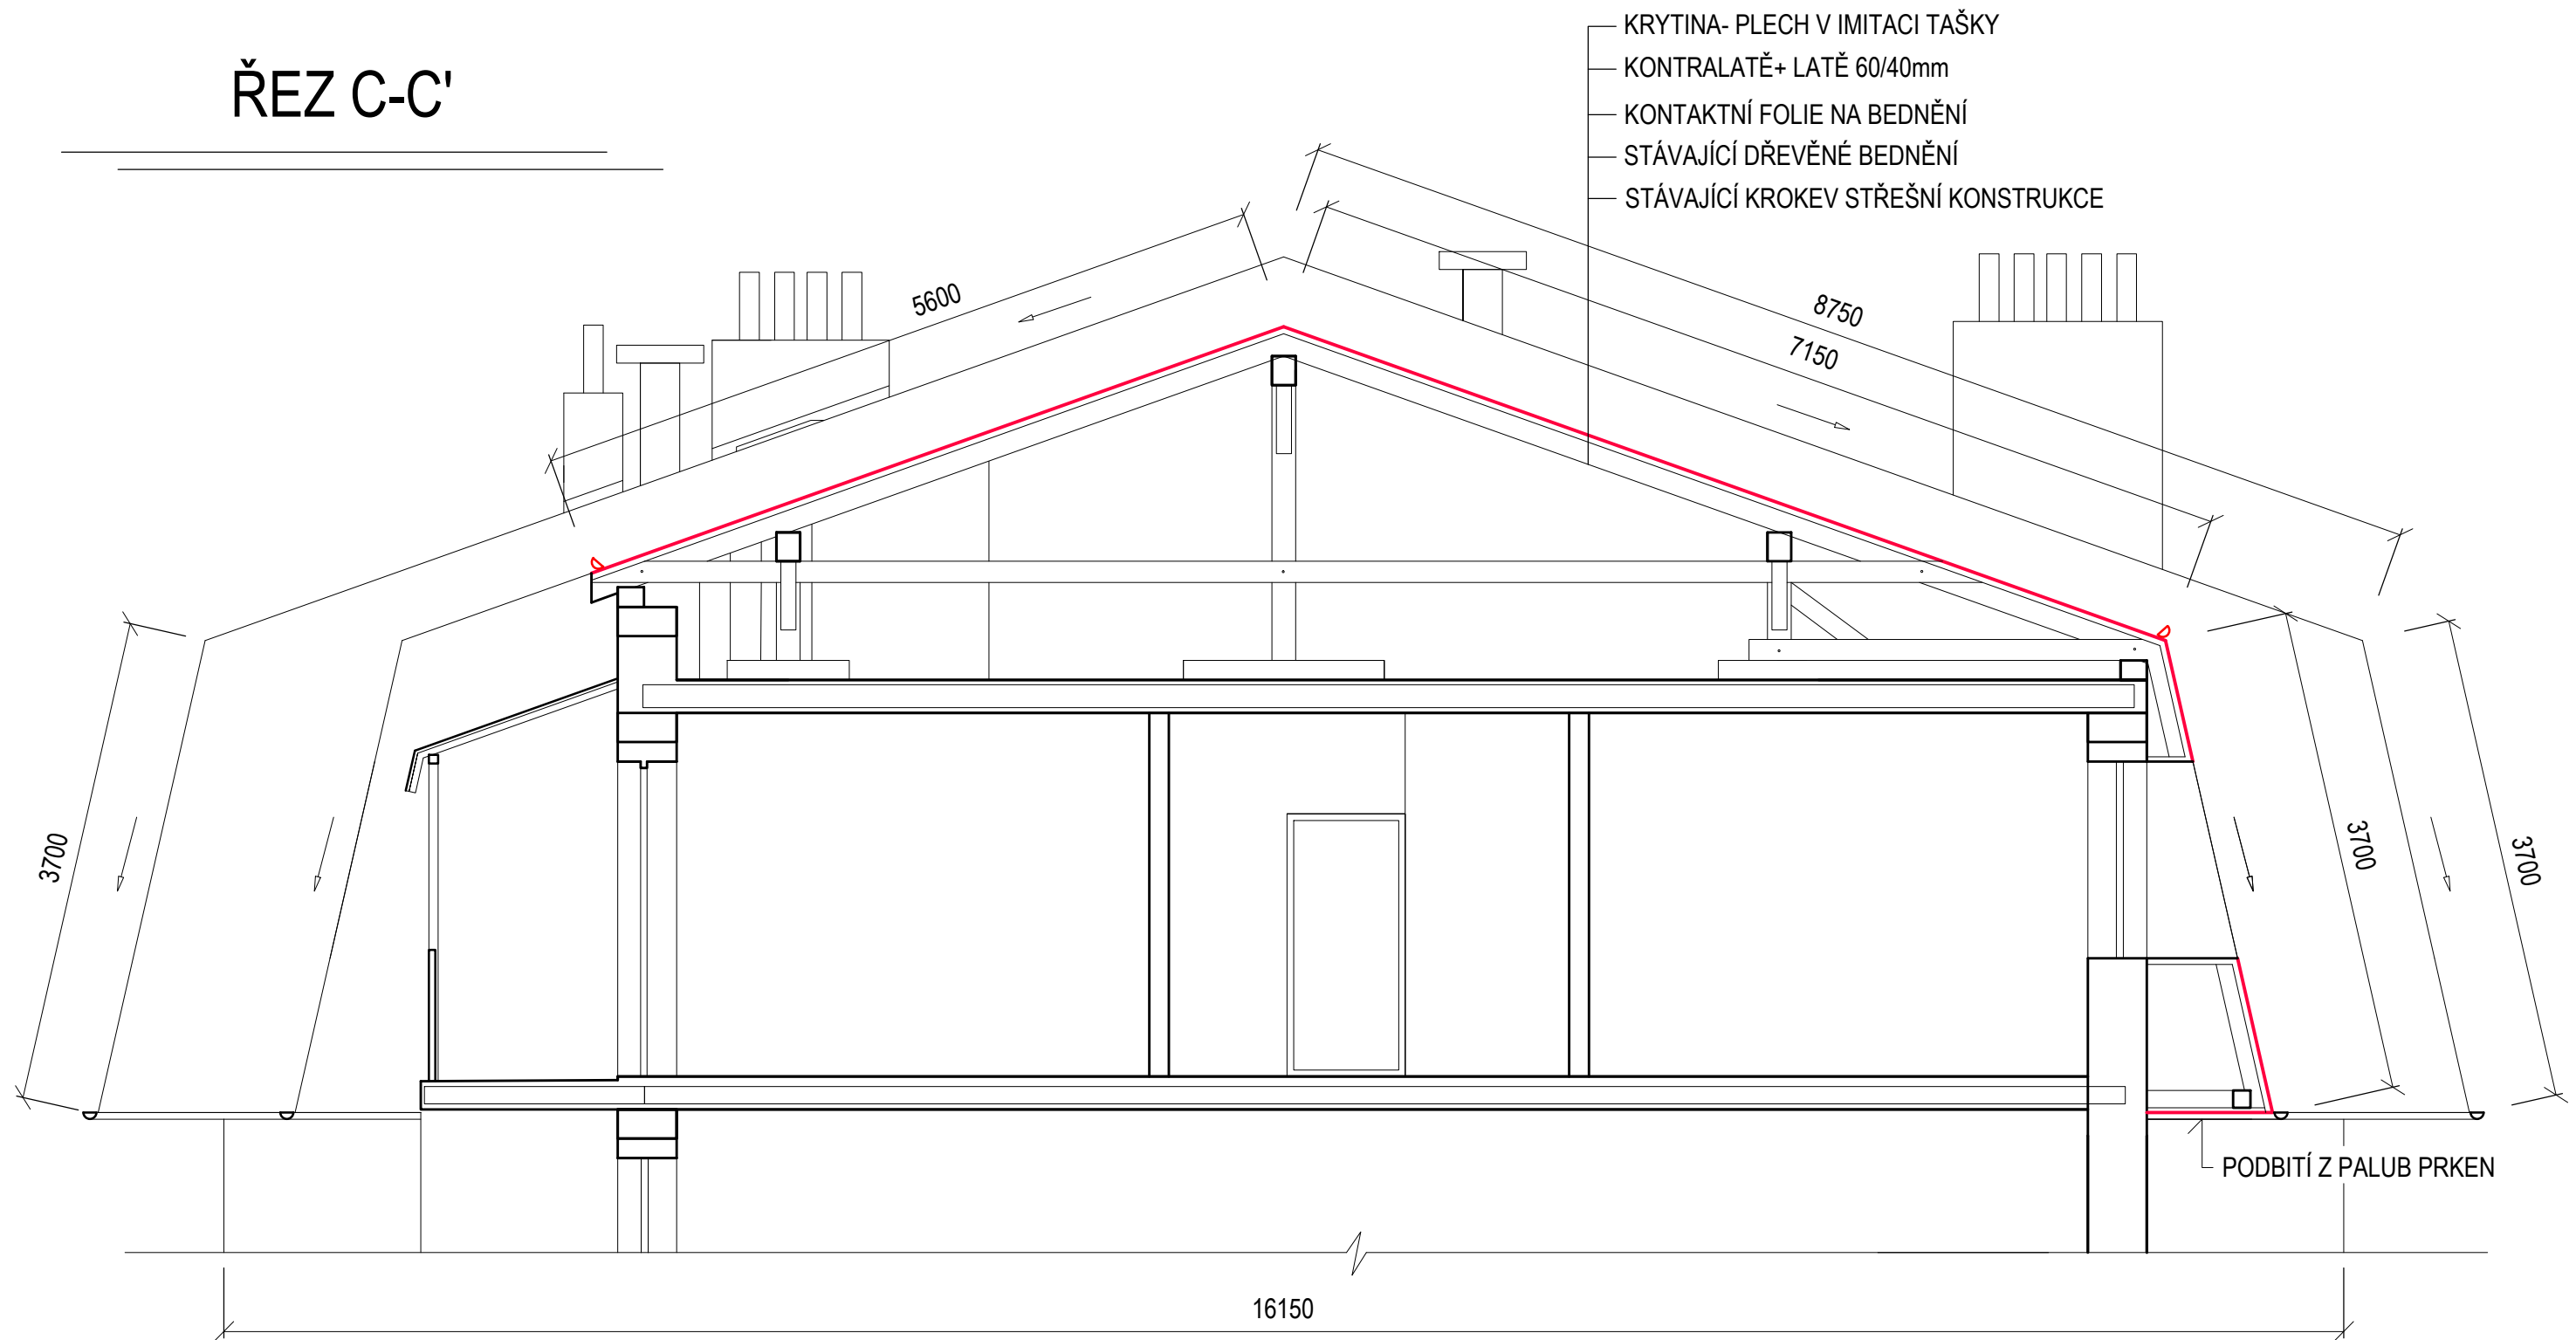 KRYTINA- PLECH V IMITACI TAŠKY
ŘEZ C-C'
KONTRALATĚ+ LATĚ 60/40mm
KONTAKTNÍ FOLIE NA BEDNĚNÍ
STÁVAJÍCÍ DŘEVĚNÉ BEDNĚNÍ
STÁVAJÍCÍ KROKEV STŘEŠNÍ KONSTRUKCE
5600
8750
7150
3700
3700
3700
PODBITÍ Z PALUB PRKEN
16150